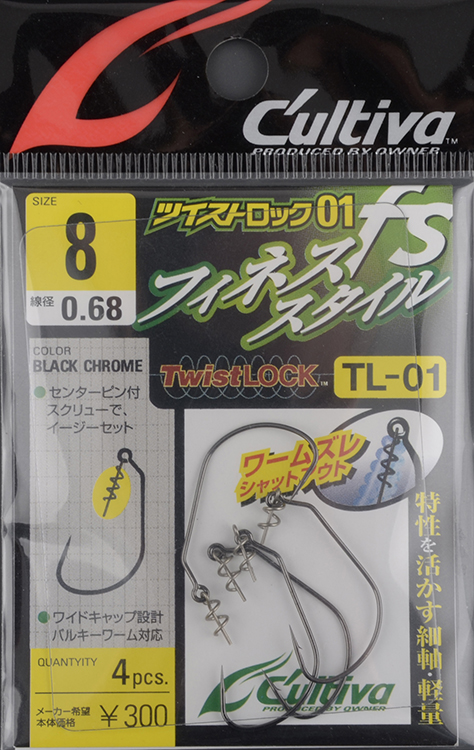 C'ultiva™
PRODUCED BY OWNER
SIZE
8
線径 0.68
ツイストロック01
fs
フィネス
スタイル
COLOR
BLACK CHROME
TwistLOCK™
TL-01
●センターピン付
スクリューで、
イージーセット
ワームズレ
シャットアウト
特性を活かす細軸・軽量
●ワイドキャップ設計
バルキーワーム対応
QUANTYITY
4pcs.
メーカー希望
本体価格
¥300
C'ultiva
PRODUCED BY OWNER